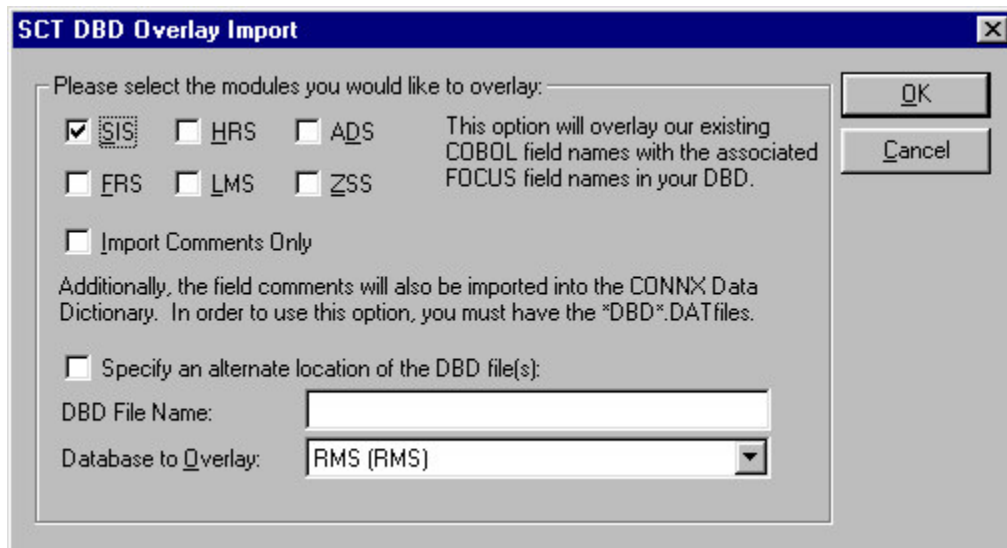 SCT DBD Overlay Import
Please select the modules you would like to overlay:
OK
SIS HRS ADS
This option will overlay our existing
COBOL field names with the associated
FOCUS field names in your DBD.
Cancel
FRS LMS ZSS
Import Comments Only
Additionally, the field comments will also be imported into the CONNX Data
Dictionary. In order to use this option, you must have the *DBD*.DATfiles.
Specify an alternate location of the DBD file(s):
DBD File Name:
Database to Overlay: RMS (RMS)